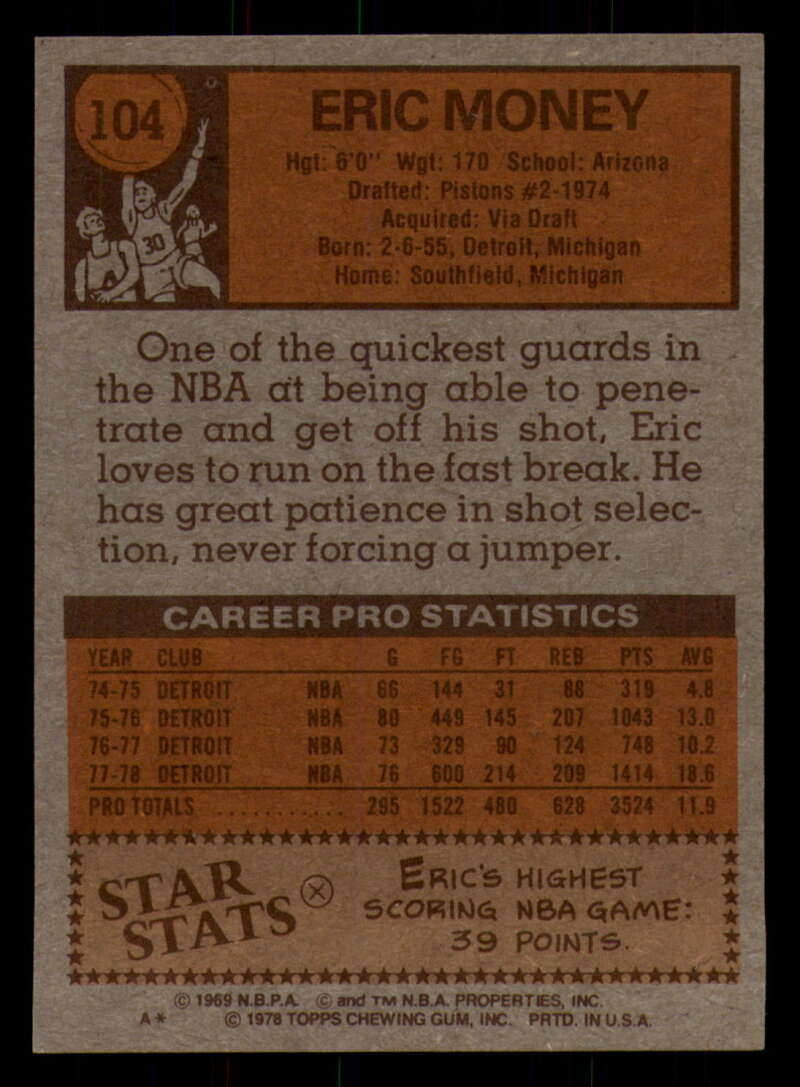 104
ERIC MONEY
Hgt: 6'0" Wgt: 170 School: Arizona
Drafted: Pistons #2-1974
Acquired: Via Draft
Born: 2-6-55, Detroit, Michigan
Home: Southfield, Michigan
30
One of the quickest guards in
the NBA at being able to pene-
trate and get off his shot, Eric
loves to run on the fast break. He
has great patience in shot selec-
tion, never forcing a jumper.
CAREER PRO STATISTICS
YEAR CLUB G FG FT REB PTS AVG
74-75 DETROIT NBA 66 144 31 88 319 4.8
75-76 DETROIT NBA 80 449 145 207 1043 13.0
76-77 DETROIT NBA 73 329 90 124 748 10.2
77-78 DETROIT NBA 76 600 214 209 1414 18.6
PRO TOTALS ........... 295 1522 480 628 3524 11.9
STAR STATS
ERIC'S HIGHEST
SCORING NBA GAME:
39 POINTS.
© 1969 N.B.P.A. © and TM N.B.A. PROPERTIES, INC.
A* © 1978 TOPPS CHEWING GUM, INC. PRTD. IN U.S.A.